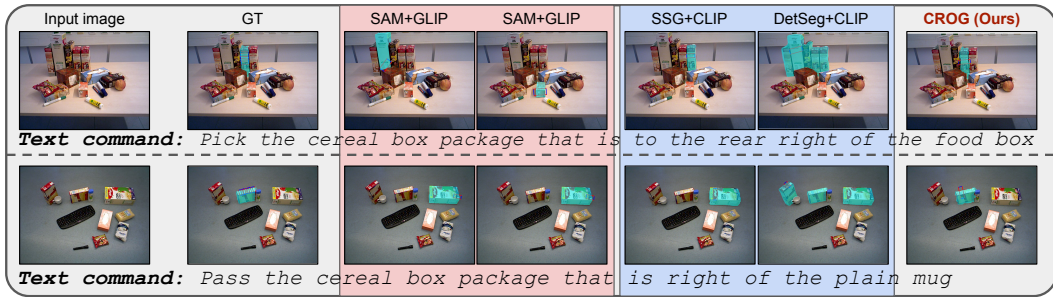 Input image GT SAM+GLIP SAM+GLIP SSG+CLIP DetSeg+CLIP CROG (Ours)
Text command: Pick the cereal box package that is to the rear right of the food box
Text command: Pass the cereal box package that is right of the plain mug